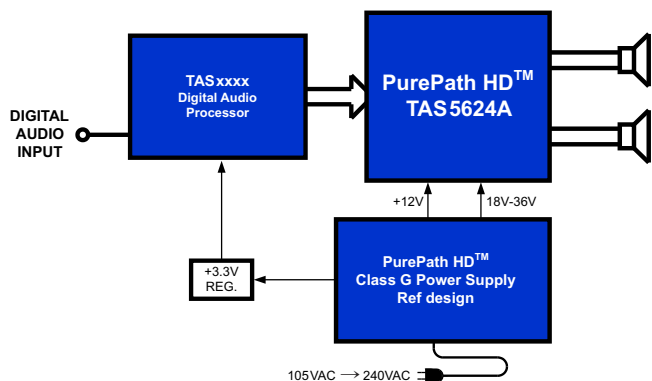 TASxxxx
Digital Audio
Processor
PurePath HD™
TAS5624A
DIGITAL
AUDIO
INPUT
+12V
18V-36V
+3.3V
REG.
PurePath HD™
Class G Power Supply
Ref design
105VAC → 240VAC